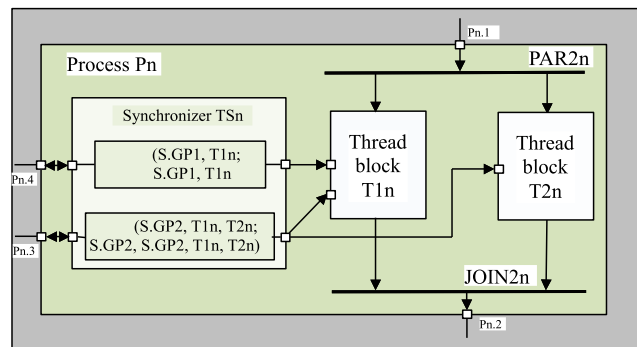 Pn.1
Process Pn
PAR2n
Synchronizer TSn
(S.GP1, T1n;
S.GP1, T1n
Thread
block
T1n
Thread
block
T2n
Pn.4
(S.GP2, T1n, T2n;
S.GP2, S.GP2, T1n, T2n)
Pn.3
JOIN2n
Pn.2